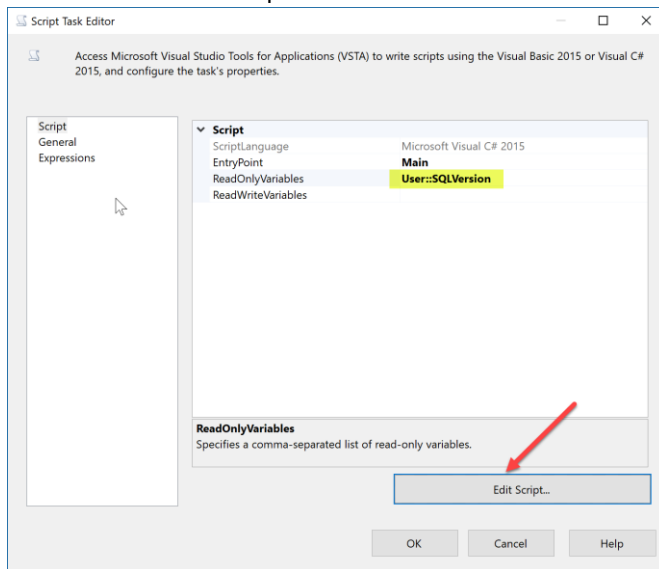 Script Task Editor
Access Microsoft Visual Studio Tools for Applications (VSTA) to write scripts using the Visual Basic 2015 or Visual C#
2015, and configure the task's properties.
Script
General
Expressions
Script
ScriptLanguage Microsoft Visual C# 2015
EntryPoint Main
ReadOnlyVariables User::SQLVersion
ReadWriteVariables
ReadOnlyVariables
Specifies a comma-separated list of read-only variables.
Edit Script...
OK Cancel Help